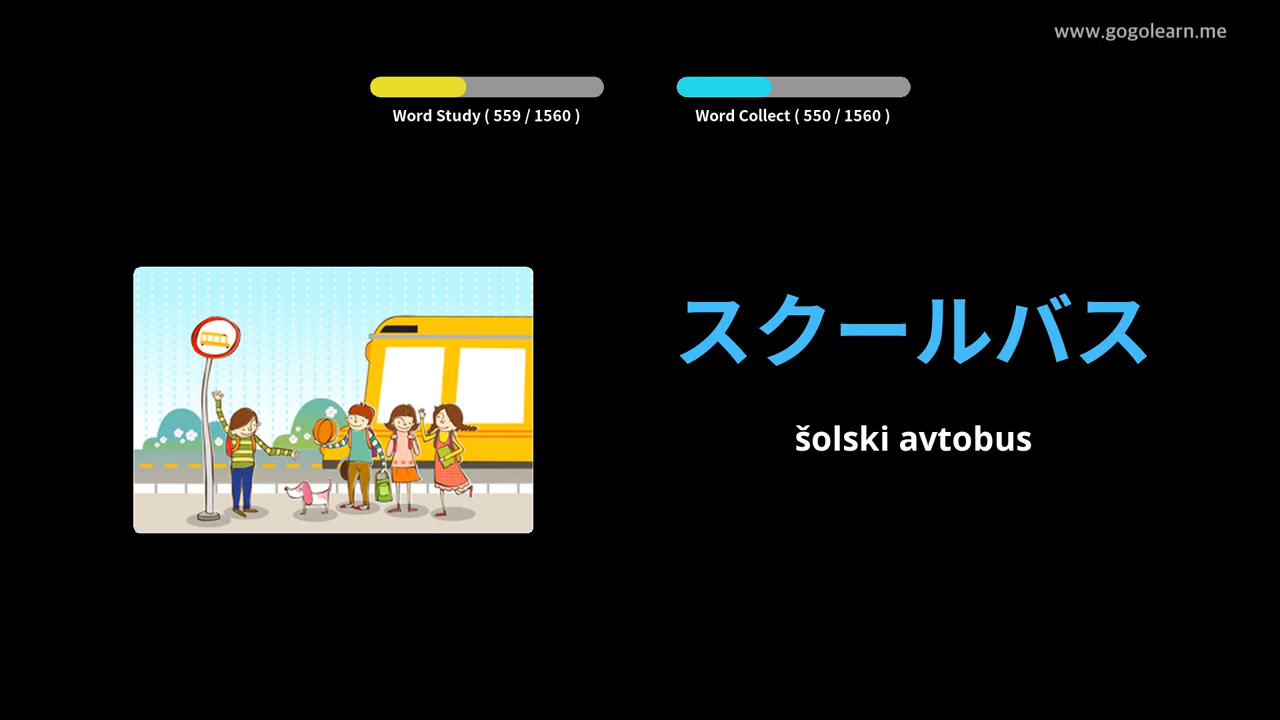 www.gogolearn.me
Word Study ( 559 / 1560 )
Word Collect ( 550 / 1560 )
スクールバス
šolski avtobus